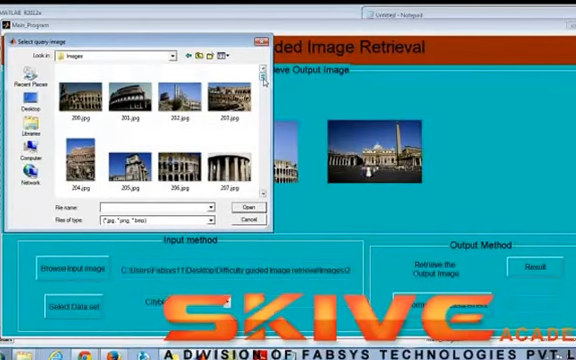 MATLAB R2012a
Untitled - Notepad
Main_Program
Select query image
ded Image Retrieval
Look in:
Images
eve Output Image
Recent Places
Desktop
Libraries
Computer
Network
200.jpg
201.jpg
202.jpg
203.jpg
204.jpg
205.jpg
206.jpg
207.jpg
File name:
Open
Files of type:
(*.jpg, *.png, *.bmp)
Cancel
Input method
Output Method :
Browse Input image
C:\Users\Fabsys11\Desktop\Difficulty guided image retrieval\Images\2
Retrieve the
Output Image
Result
Select Data set
SKIVE
ACADE
A DIVISION OF FABSYS TECHNOLOGIES PVT